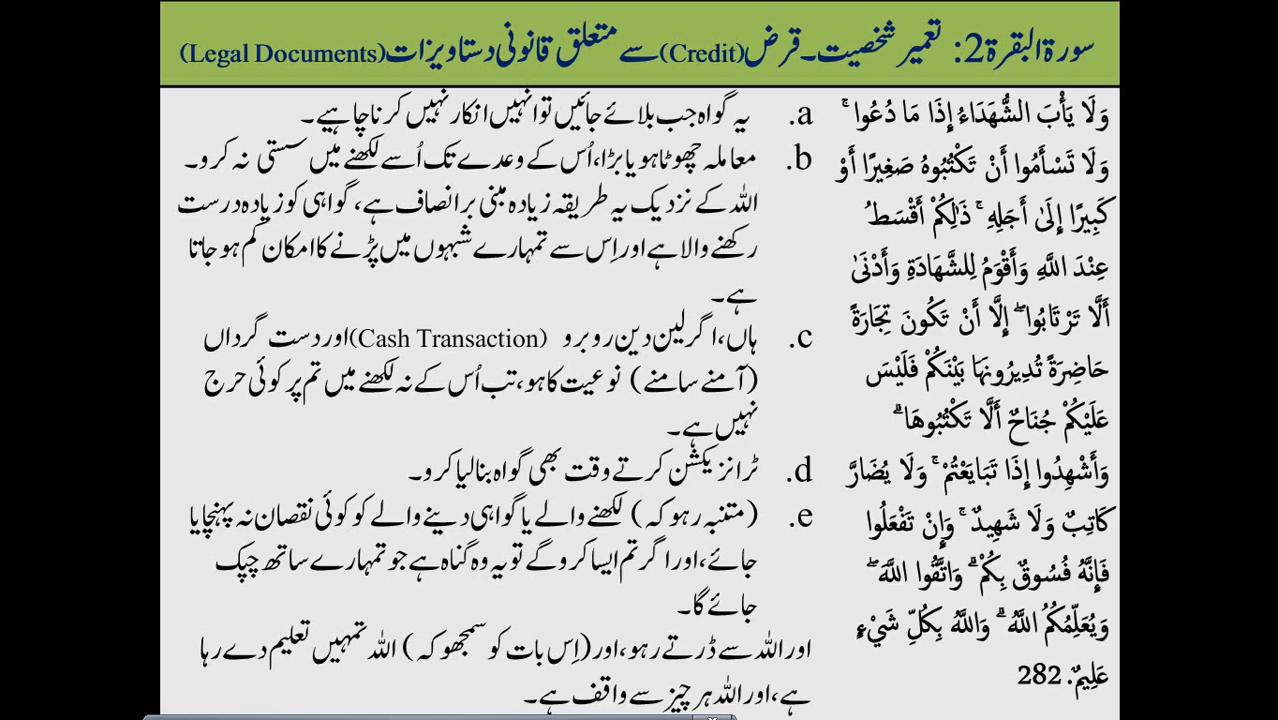 سورۃ البقرۃ 2: تعمیر شخصیت۔ قرض (Credit) سے متعلق قانونی دستاویزات (Legal Documents)
وَلَا يَأْبَ الشُّهَدَاءُ إِذَا مَا دُعُوا ۚ
وَلَا تَسْأَمُوا أَنْ تَكْتُبُوهُ صَغِيرًا أَوْ
كَبِيرًا إِلَىٰ أَجَلِهِ ۚ ذَٰلِكُمْ أَقْسَطُ
عِنْدَ اللَّهِ وَأَقْوَمُ لِلشَّهَادَةِ وَأَدْنَىٰ
أَلَّا تَرْتَابُوا ۖ إِلَّا أَنْ تَكُونَ تِجَارَةً
حَاضِرَةً تُدِيرُونَهَا بَيْنَكُمْ فَلَيْسَ
عَلَيْكُمْ جُنَاحٌ أَلَّا تَكْتُبُوهَا ۗ
وَأَشْهِدُوا إِذَا تَبَايَعْتُمْ ۚ وَلَا يُضَارَّ
كَاتِبٌ وَلَا شَهِيدٌ ۚ وَإِنْ تَفْعَلُوا
فَإِنَّهُ فُسُوقٌ بِكُمْ ۗ وَاتَّقُوا اللَّهَ ۖ
وَيُعَلِّمُكُمُ اللَّهُ ۗ وَاللَّهُ بِكُلِّ شَيْءٍ
عَلِيمٌ. 282
a. یہ گواہ جب بلائے جائیں تو انہیں انکار نہیں کرنا چاہیے۔
b. معاملہ چھوٹا ہو یا بڑا، اُس کے وعدے تک اُسے لکھنے میں سستی نہ کرو۔
اللہ کے نزدیک یہ طریقہ زیادہ مبنی بر انصاف ہے، گواہی کو زیادہ درست
رکھنے والا ہے اور اِس سے تمہارے شبہوں میں پڑنے کا امکان کم ہو جاتا
ہے۔
c. ہاں، اگر لین دین روبرو (Cash Transaction) اور دست گرداں
(آمنے سامنے) نوعیت کا ہو، تب اُس کے نہ لکھنے میں تم پر کوئی حرج
نہیں ہے۔
d. ٹرانزیکشن کرتے وقت بھی گواہ بنا لیا کرو۔
e. (متنبہ رہو کہ) لکھنے والے یا گواہی دینے والے کو کوئی نقصان نہ پہنچایا
جائے، اور اگر تم ایسا کرو گے تو یہ وہ گناہ ہے جو تمہارے ساتھ چپک
جائے گا۔
اور اللہ سے ڈرتے رہو، اور (اِس بات کو سمجھو کہ) اللہ تمہیں تعلیم دے رہا
ہے، اور اللہ ہر چیز سے واقف ہے۔